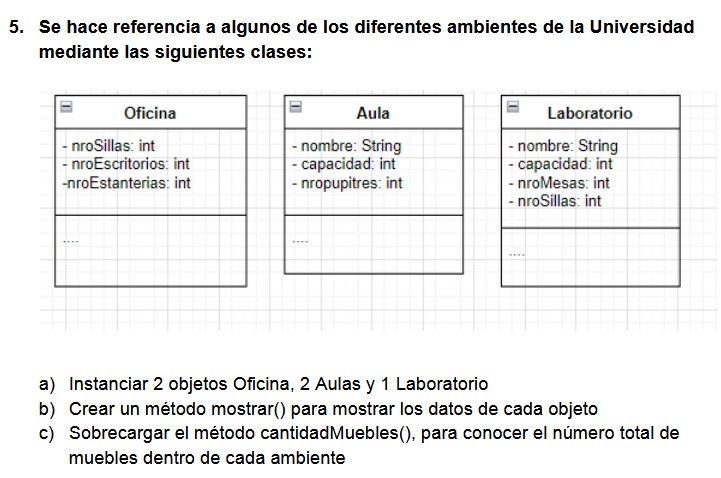 5. Se hace referencia a algunos de los diferentes ambientes de la Universidad
mediante las siguientes clases:
Oficina
- nroSillas: int
- nroEscritorios: int
-nroEstanterias: int
....
Aula
- nombre: String
- capacidad: int
- nropupitres: int
....
Laboratorio
- nombre: String
- capacidad: int
- nroMesas: int
- nroSillas: int
....
a) Instanciar 2 objetos Oficina, 2 Aulas y 1 Laboratorio
b) Crear un método mostrar() para mostrar los datos de cada objeto
c) Sobrecargar el método cantidadMuebles(), para conocer el número total de
muebles dentro de cada ambiente